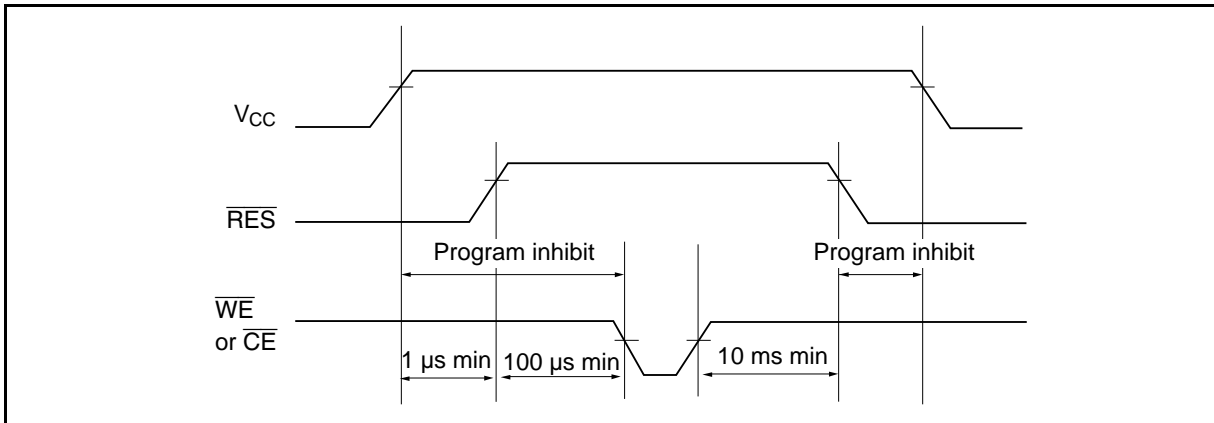 VCC
RES
Program inhibit
Program inhibit
WE
or CE
1 µs min
100 µs min
10 ms min